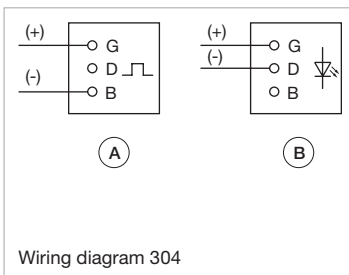 (+) G
D
(-) B
A
(+) G
(-) D
B
B
Wiring diagram 304